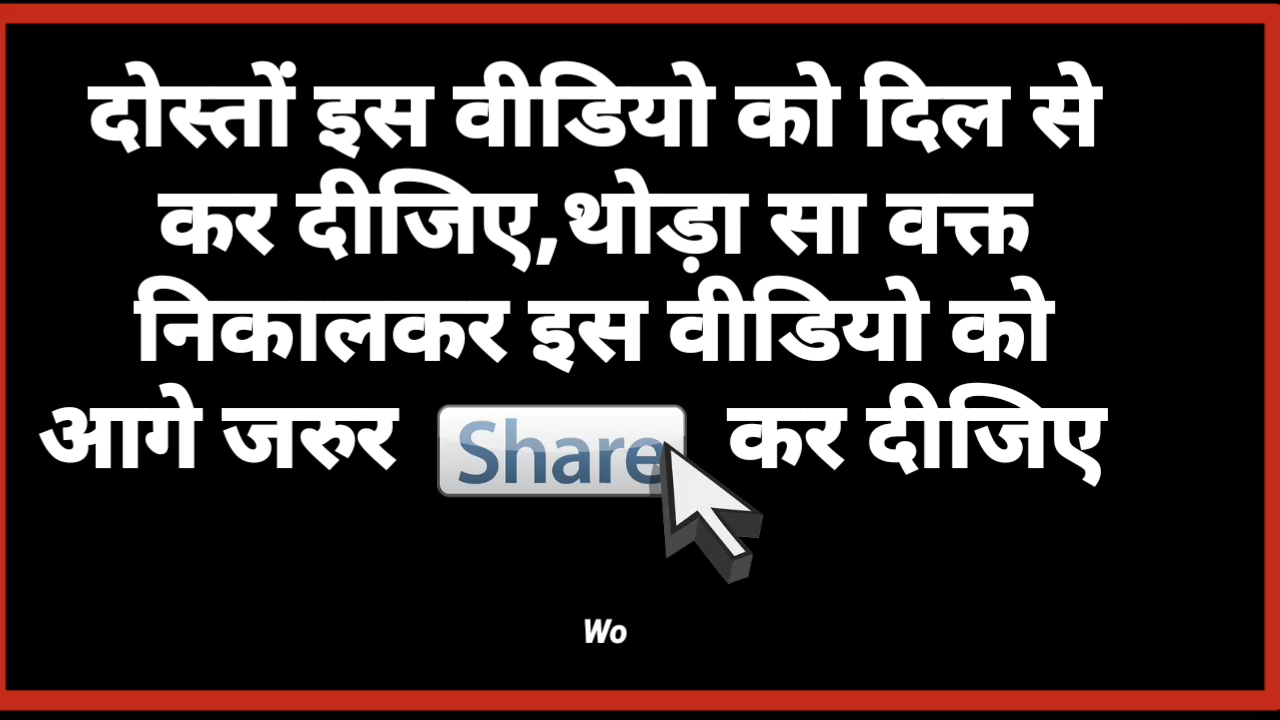 दोस्तों इस वीडियो को दिल से
कर दीजिए,थोड़ा सा वक्त
निकालकर इस वीडियो को
आगे जरुर Share कर दीजिए
Wo